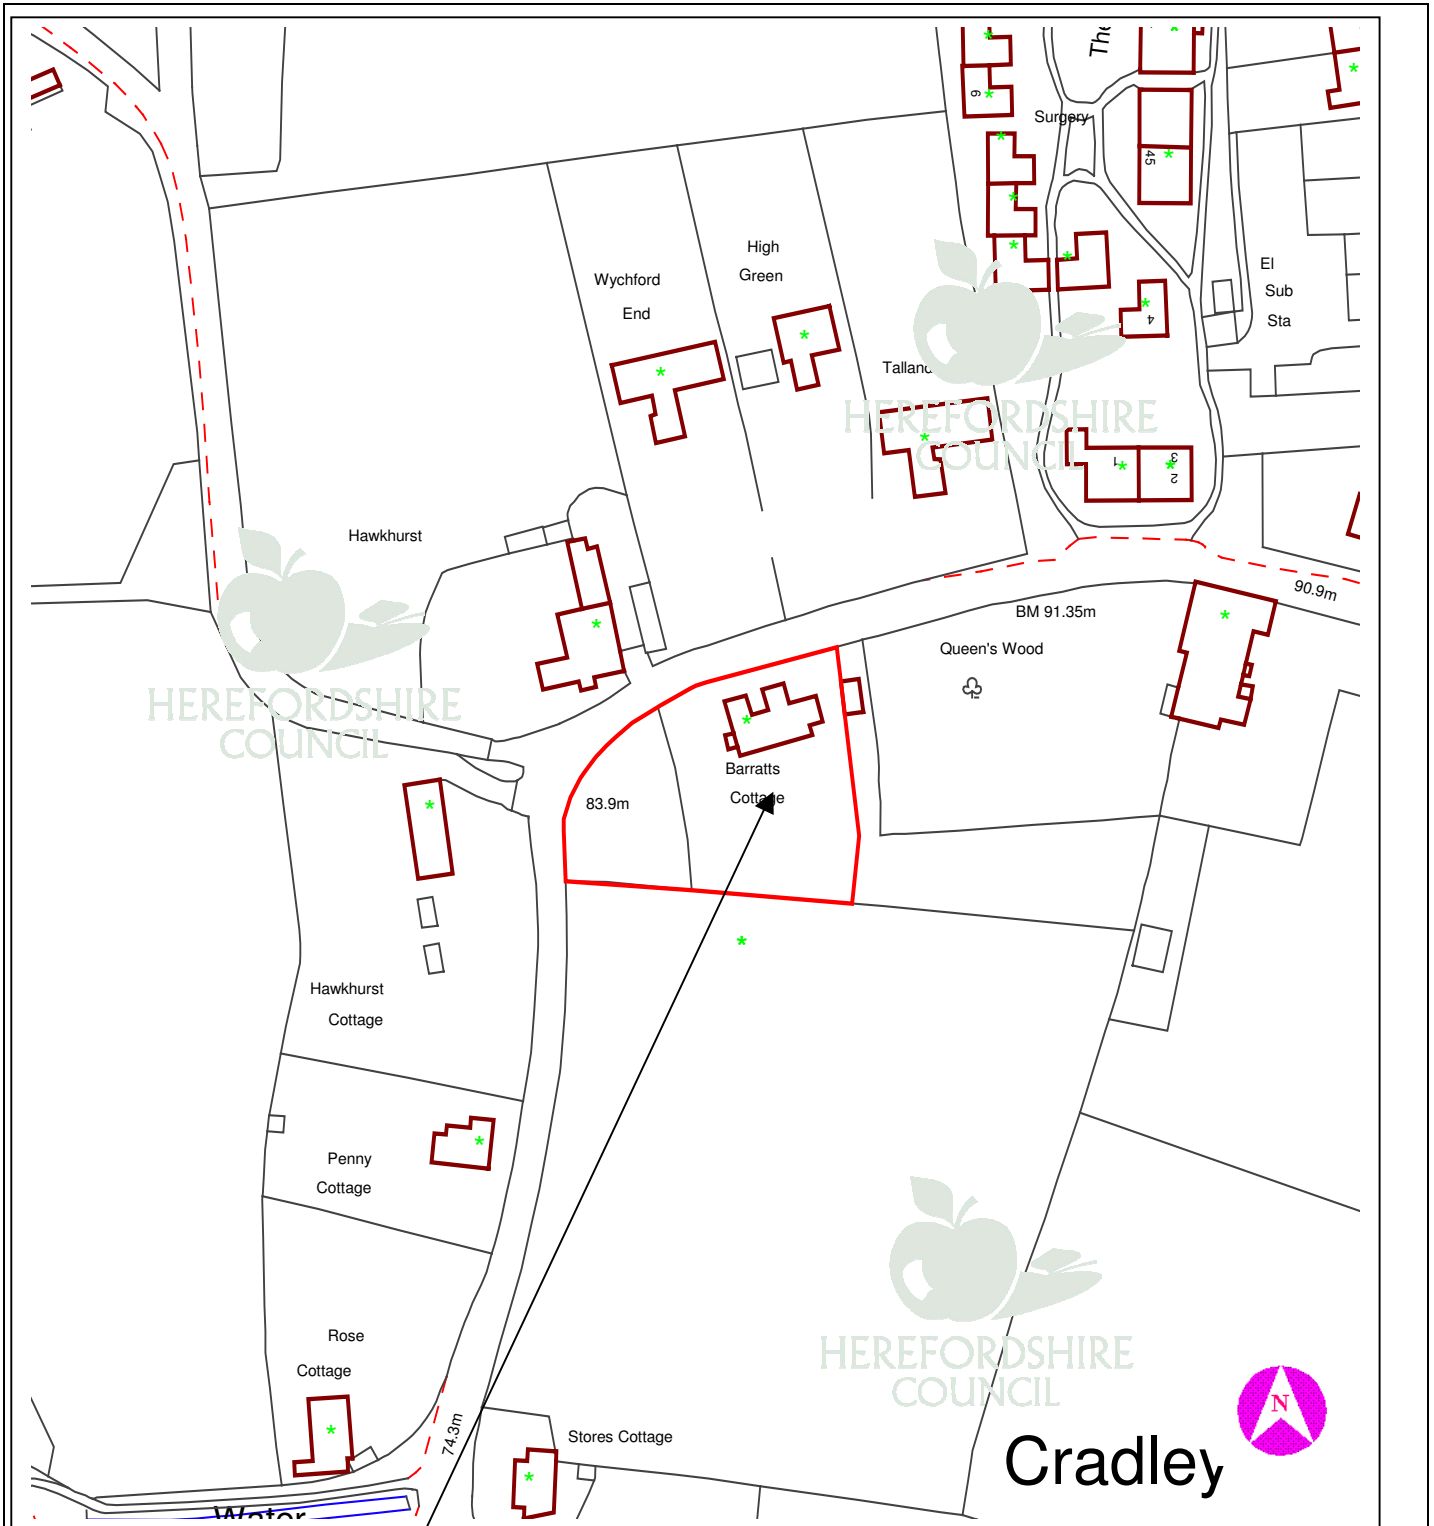 The
6
Surgery
45
High
Green
Wychford
End
El
Sub
Sta
4
HEREFORDSHIRE
COUNCIL
1
3
2
Hawkhurst
90.9m
BM 91.35m
Queen's Wood
HEREFORDSHIRE
COUNCIL
Barratts
Cottage
83.9m
Hawkhurst
Cottage
Penny
Cottage
Rose
Cottage
HEREFORDSHIRE
COUNCIL
N
74.3m
Stores Cottage
Cradley
Water